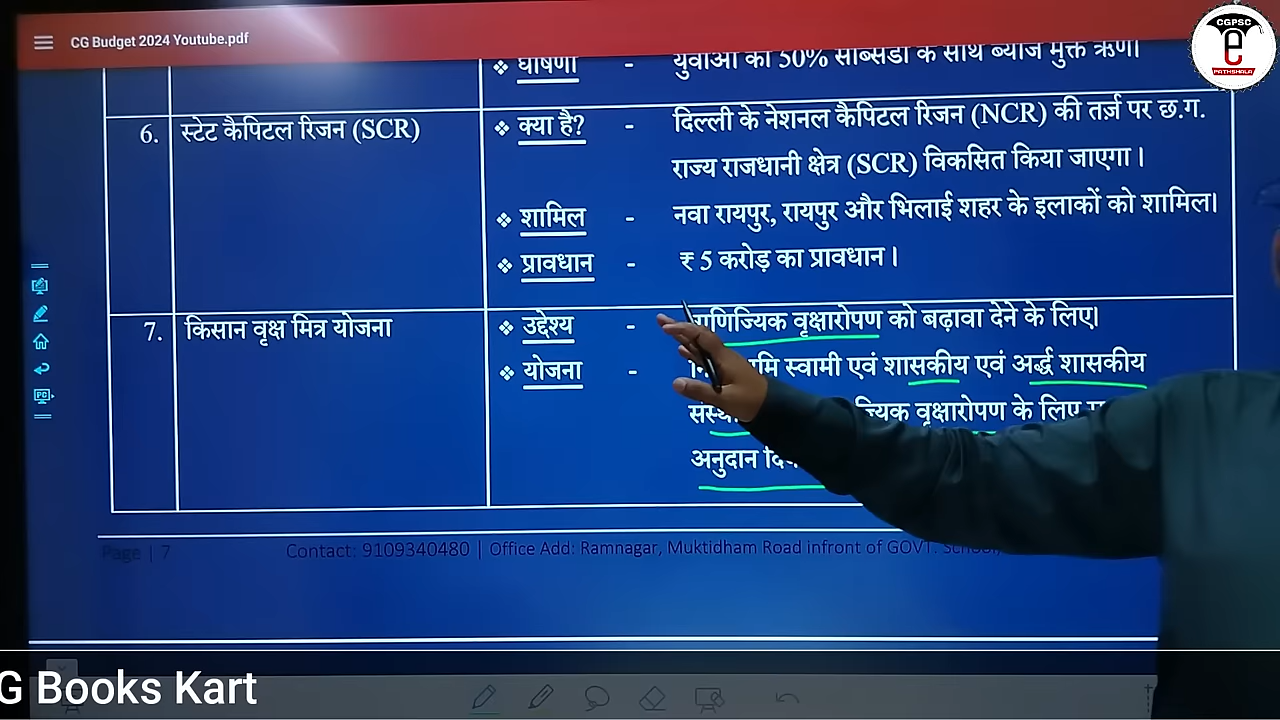 CG Budget 2024 Youtube.pdf
CGPSC
e
PATHSHALA
❖ घोषणा - युवाओं को 50% सब्सिडी के साथ ब्याज मुक्त ऋण।
6. स्टेट कैपिटल रिजन (SCR)
❖ क्या है? - दिल्ली के नेशनल कैपिटल रिजन (NCR) की तर्ज़ पर छ.ग.
राज्य राजधानी क्षेत्र (SCR) विकसित किया जाएगा।
❖ शामिल - नवा रायपुर, रायपुर और भिलाई शहर के इलाकों को शामिल।
❖ प्रावधान - ₹ 5 करोड़ का प्रावधान।
7. किसान वृक्ष मित्र योजना
❖ उद्देश्य - वृक्षारोपण को बढ़ावा देने के लिए।
❖ योजना - स्वामी एवं शासकीय एवं अर्द्ध शासकीय
वृक्षारोपण के लिए
अनुदान
Page | 7
Contact: 9109340480 | Office Add: Ramnagar, Muktidham Road infront of GOVT.
Books Kart